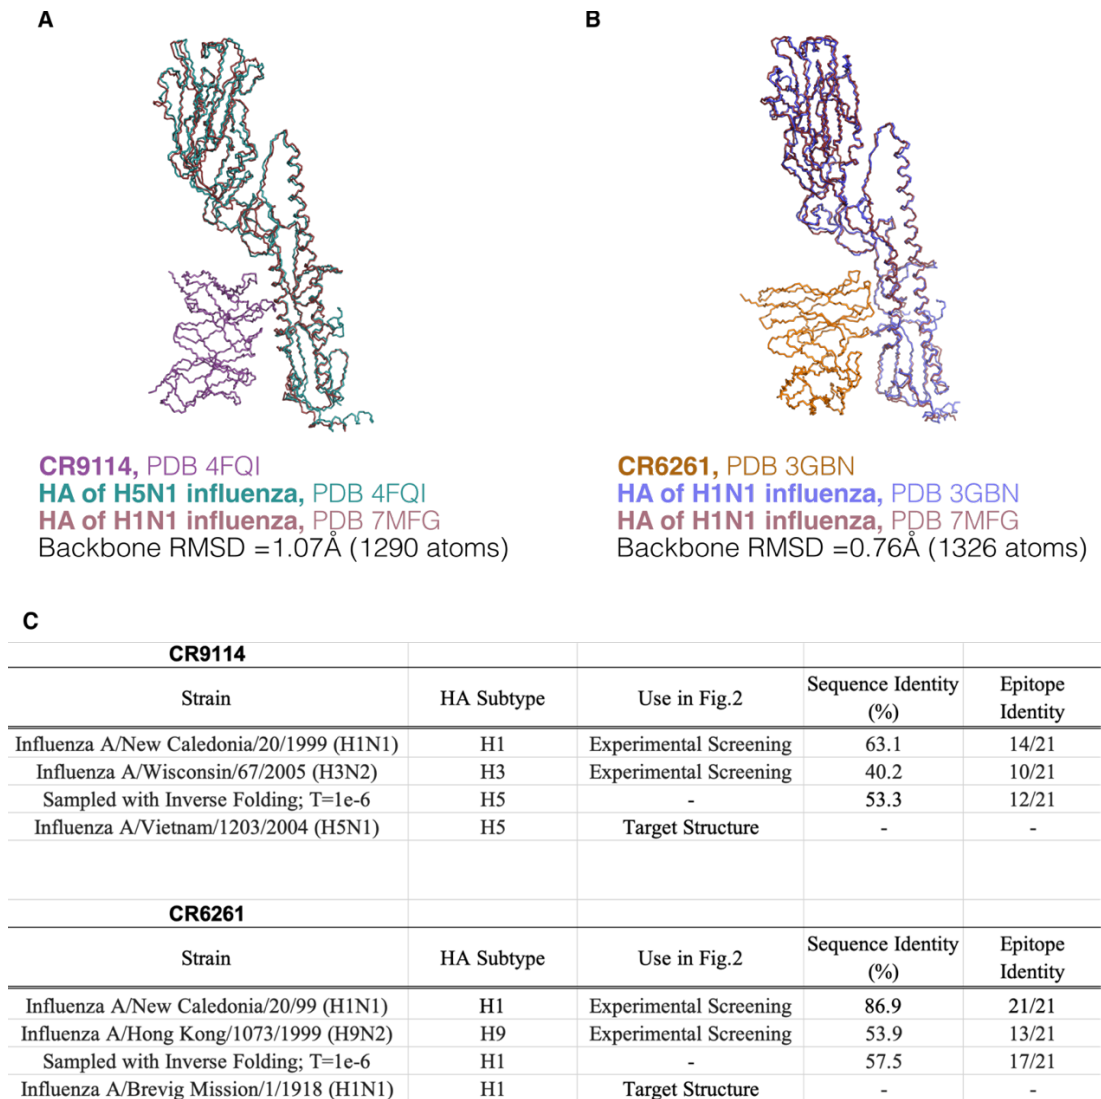 A
B
CR9114, PDB 4FQI
HA of H5N1 influenza, PDB 4FQI
HA of H1N1 influenza, PDB 7MFG
Backbone RMSD =1.07Å (1290 atoms)
CR6261, PDB 3GBN
HA of H1N1 influenza, PDB 3GBN
HA of H1N1 influenza, PDB 7MFG
Backbone RMSD =0.76Å (1326 atoms)
C
CR9114
Strain HA Subtype Use in Fig.2 Sequence Identity (%) Epitope Identity
Influenza A/New Caledonia/20/1999 (H1N1) H1 Experimental Screening 63.1 14/21
Influenza A/Wisconsin/67/2005 (H3N2) H3 Experimental Screening 40.2 10/21
Sampled with Inverse Folding; T=1e-6 H5 - 53.3 12/21
Influenza A/Vietnam/1203/2004 (H5N1) H5 Target Structure - -
CR6261
Strain HA Subtype Use in Fig.2 Sequence Identity (%) Epitope Identity
Influenza A/New Caledonia/20/99 (H1N1) H1 Experimental Screening 86.9 21/21
Influenza A/Hong Kong/1073/1999 (H9N2) H9 Experimental Screening 53.9 13/21
Sampled with Inverse Folding; T=1e-6 H1 - 57.5 17/21
Influenza A/Brevig Mission/1/1918 (H1N1) H1 Target Structure - -